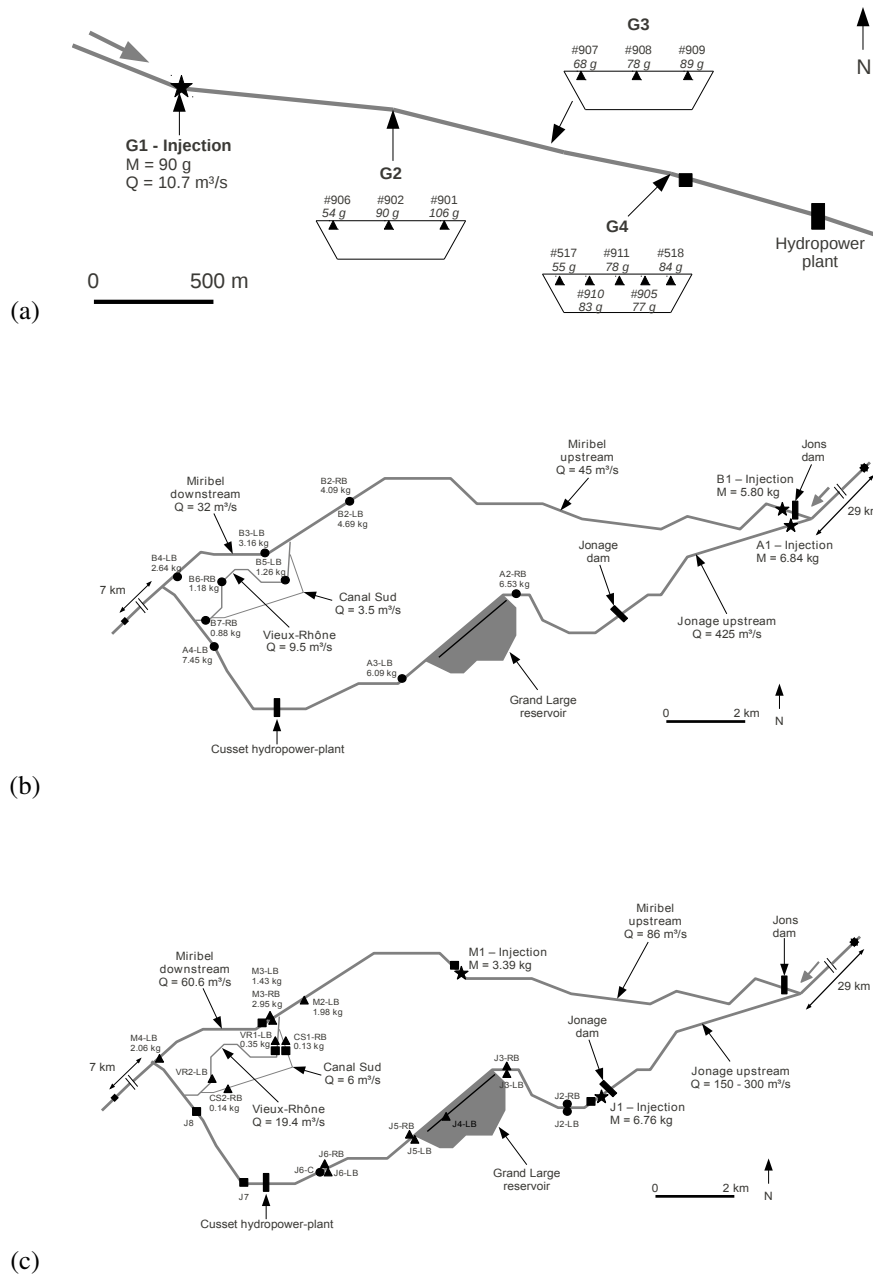 G3
#907 #908 #909
68 g 78 g 89 g
N
G1 - Injection
M = 90 g
Q = 10.7 m³/s
G2
#906 #902 #901
54 g 90 g 106 g
G4
#517 #911 #518
55 g 78 g 84 g
#910 #905
83 g 77 g
Hydropower
plant
0 500 m
(a)
Miribel
upstream
Q = 45 m³/s
Jons
dam
B1 – Injection
M = 5.80 kg
29 km
A1 – Injection
M = 6.84 kg
Miribel
downstream
Q = 32 m³/s
B2-RB
4.09 kg
B2-LB
4.69 kg
B3-LB
3.16 kg
B4-LB
2.64 kg
B5-LB
1.26 kg
B6-RB
1.18 kg
7 km
B7-RB
0.88 kg
A4-LB
7.45 kg
Canal Sud
Q = 3.5 m³/s
Vieux-Rhône
Q = 9.5 m³/s
A3-LB
6.09 kg
A2-RB
6.53 kg
Jonage
dam
Jonage upstream
Q = 425 m³/s
Grand Large
reservoir
0 2 km
N
Cusset hydropower-plant
(b)
Miribel
upstream
Q = 86 m³/s
Jons
dam
29 km
M1 – Injection
M = 3.39 kg
Miribel
downstream
Q = 60.6 m³/s
M3-LB
1.43 kg
M3-RB
2.95 kg
M2-LB
1.98 kg
M4-LB
2.06 kg
VR1-LB
0.35 kg
CS1-RB
0.13 kg
7 km
VR2-LB
CS2-RB
0.14 kg
Canal Sud
Q = 6 m³/s
Vieux-Rhône
Q = 19.4 m³/s
Jonage
dam
J3-RB
J3-LB
J2-RB
J2-LB
J1 – Injection
M = 6.76 kg
Jonage upstream
Q = 150 - 300 m³/s
J4-LB
J5-RB
J5-LB
J6-RB
J6-C
J6-LB
J8
J7
Grand Large
reservoir
0 2 km
N
Cusset hydropower-plant
(c)